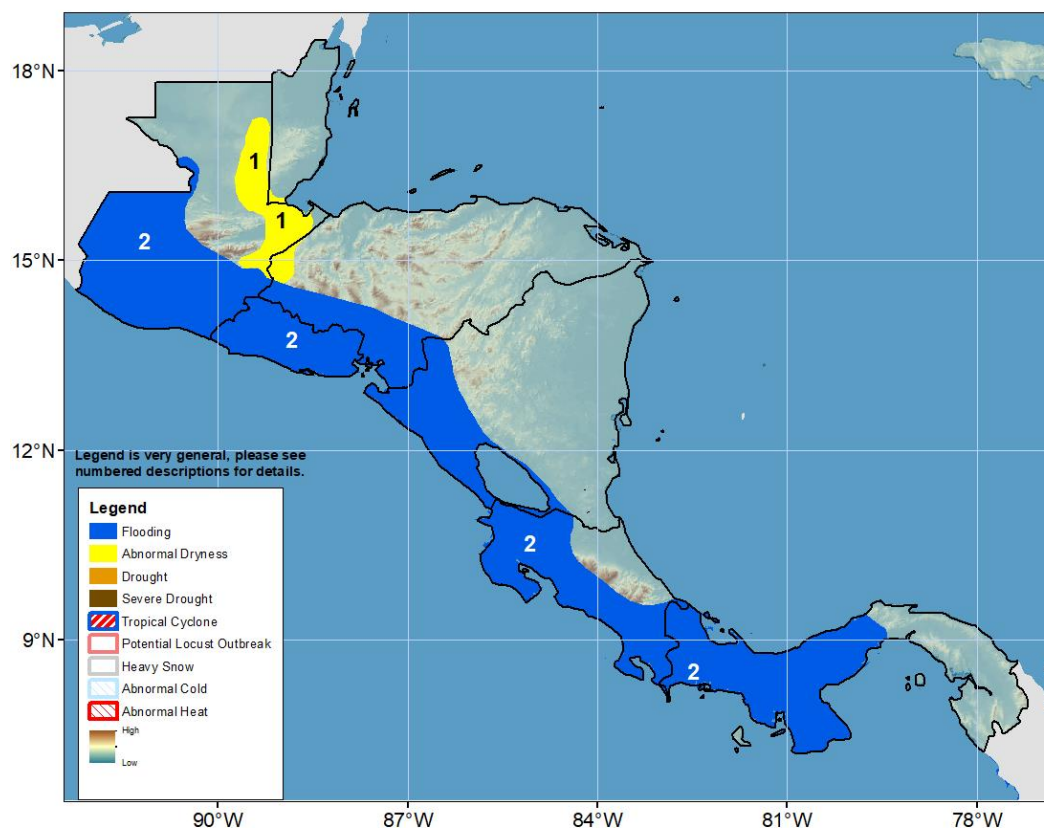 18°N
1
1
2
15°N
2
12°N
Legend is very general, please see
numbered descriptions for details.
Legend
Flooding
Abnormal Dryness
Drought
Severe Drought
Tropical Cyclone
Potential Locust Outbreak
Heavy Snow
Abnormal Cold
Abnormal Heat
High
Low
2
9°N
2
90°W
87°W
84°W
81°W
78°W